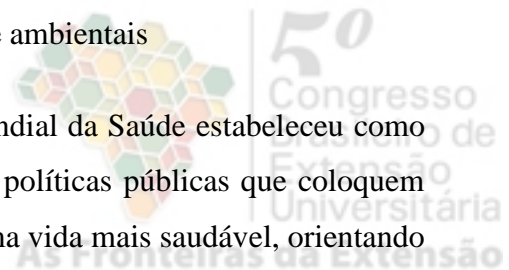 e ambientais
ndial da Saúde estabeleceu como
políticas públicas que coloquem
na vida mais saudável, orientando
5º
Congresso
Brasileiro de
Extensão
Universitária
As Fronteiras da Extensão